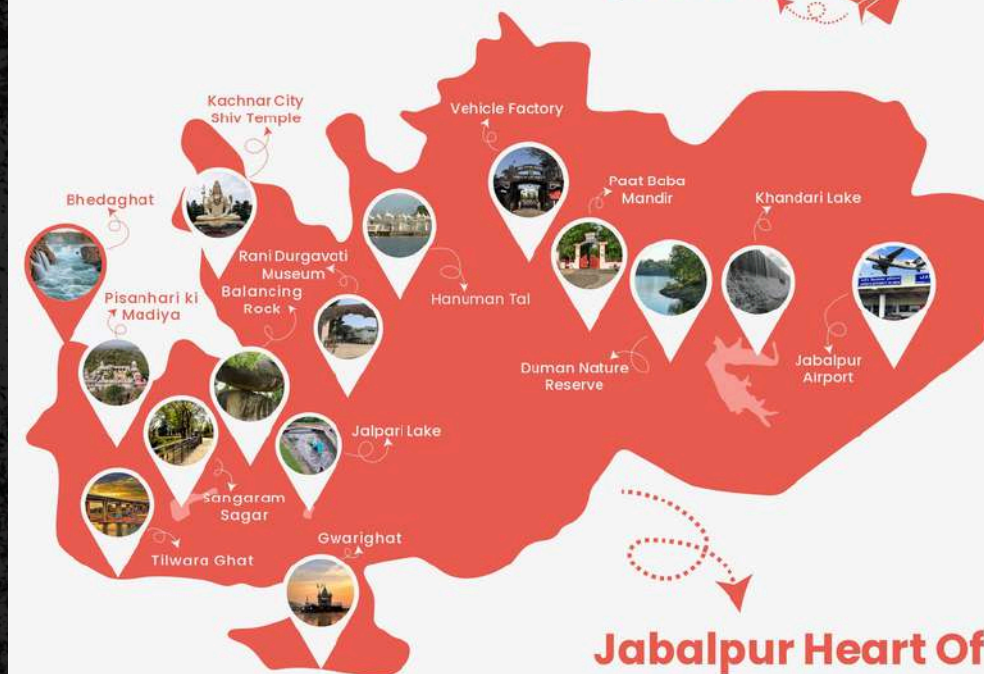 Kachnar City
Shiv Temple
Vehicle Factory
Bhedaghat
Paat Baba
Mandir
Khandari Lake
Rani Durgavati
Museum
Balancing
Rock
Hanuman Tal
Pisanhari ki
Madiya
Duman Nature
Reserve
Jabalpur
Airport
Jalpari Lake
Sangaram
Sagar
Tilwara Ghat
Gwarighat
Jabalpur Heart Of